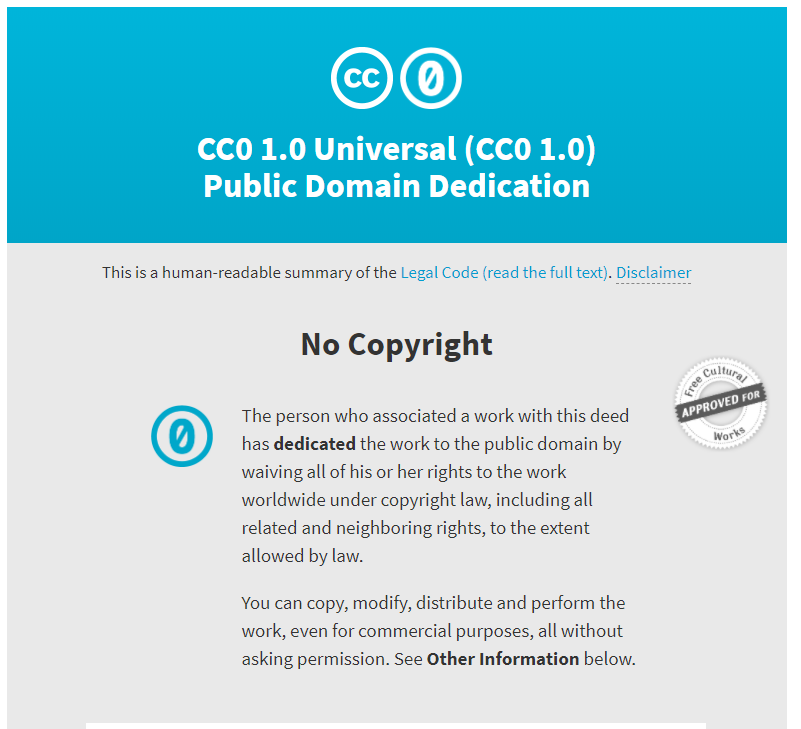 cc 0
CC0 1.0 Universal (CC0 1.0)
Public Domain Dedication
This is a human-readable summary of the Legal Code (read the full text). Disclaimer
No Copyright
Free Cultural
APPROVED FOR
Works
0
The person who associated a work with this deed
has dedicated the work to the public domain by
waiving all of his or her rights to the work
worldwide under copyright law, including all
related and neighboring rights, to the extent
allowed by law.
You can copy, modify, distribute and perform the
work, even for commercial purposes, all without
asking permission. See Other Information below.